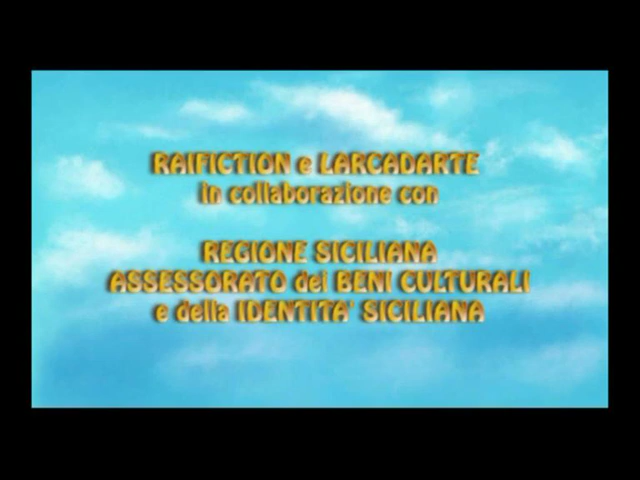 RAIFICTION e LARCADARTE
in collaborazione con
REGIONE SICILIANA
ASSESSORATO dei BENI CULTURALI
e della IDENTITA' SICILIANA